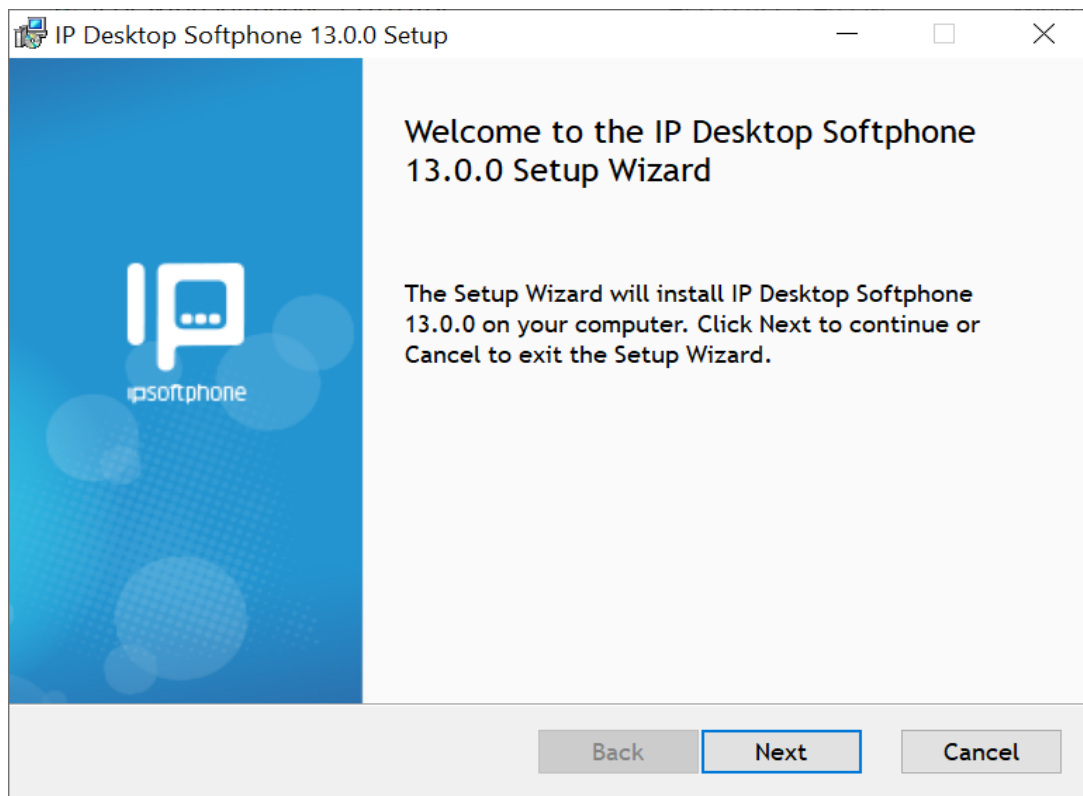 IP Desktop Softphone 13.0.0 Setup
Welcome to the IP Desktop Softphone
13.0.0 Setup Wizard
The Setup Wizard will install IP Desktop Softphone
13.0.0 on your computer. Click Next to continue or
Cancel to exit the Setup Wizard.
IP
ipsoftphone
Back Next Cancel